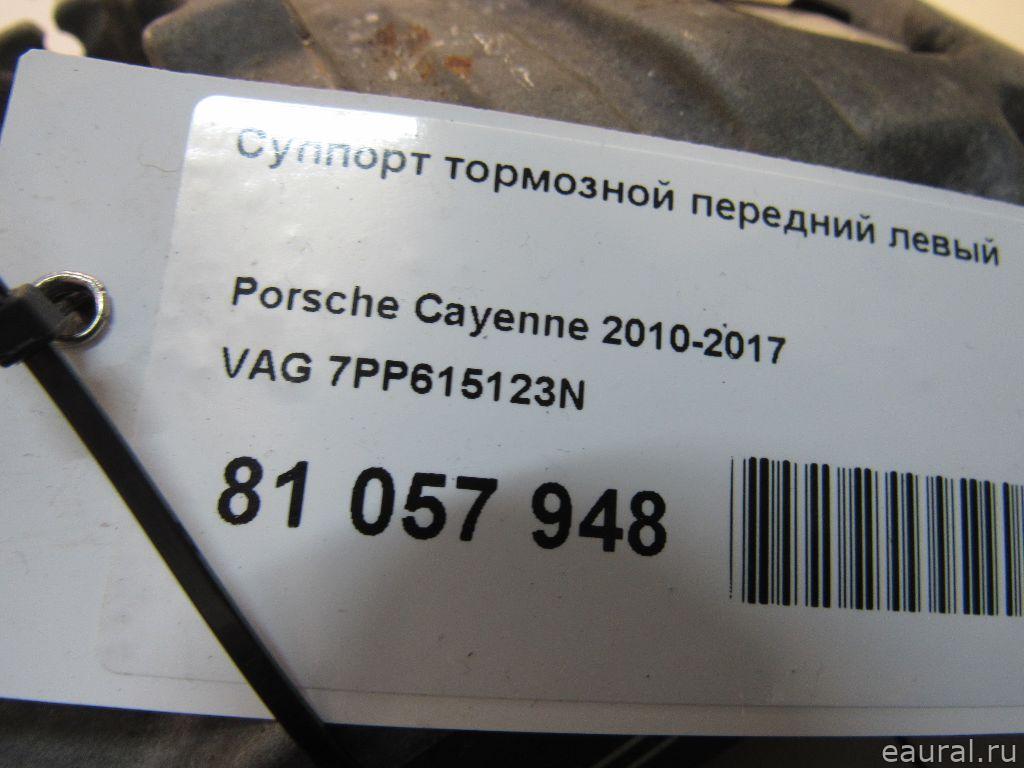 Суппорт тормозной передний левый
Porsche Cayenne 2010-2017
VAG 7PP615123N
81 057 948
eaural.ru